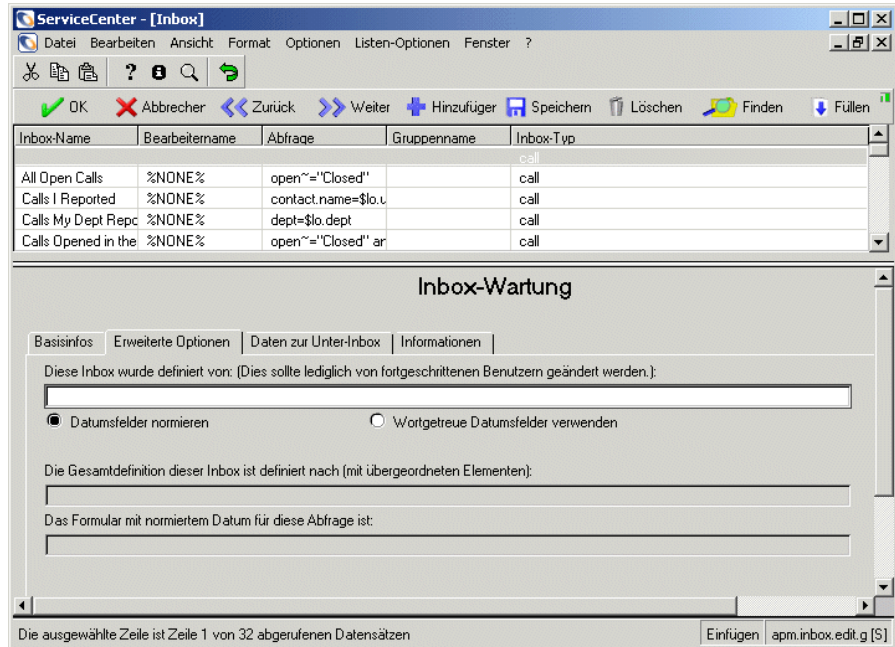 ServiceCenter - [Inbox]
Datei Bearbeiten Ansicht Format Optionen Listen-Optionen Fenster ?
OK Abbrecher Zurück Weiter Hinzufüger Speichern Löschen Finden Füllen
Inbox-Name Bearbeitername Abfrage Gruppenname Inbox-Typ
call
All Open Calls %NONE% open~="Closed" call
Calls I Reported %NONE% contact.name=$lo.u call
Calls My Dept Repo %NONE% dept=$lo.dept call
Calls Opened in the %NONE% open~="Closed" ar call
Inbox-Wartung
Basisinfos Erweiterte Optionen Daten zur Unter-Inbox Informationen
Diese Inbox wurde definiert von: (Dies sollte lediglich von fortgeschrittenen Benutzern geändert werden.):
Datumsfelder normieren Wortgetreue Datumsfelder verwenden
Die Gesamtdefinition dieser Inbox ist definiert nach (mit übergeordneten Elementen):
Das Formular mit normiertem Datum für diese Abfrage ist:
Die ausgewählte Zeile ist Zeile 1 von 32 abgerufenen Datensätzen Einfügen apm.inbox.edit.g [S]